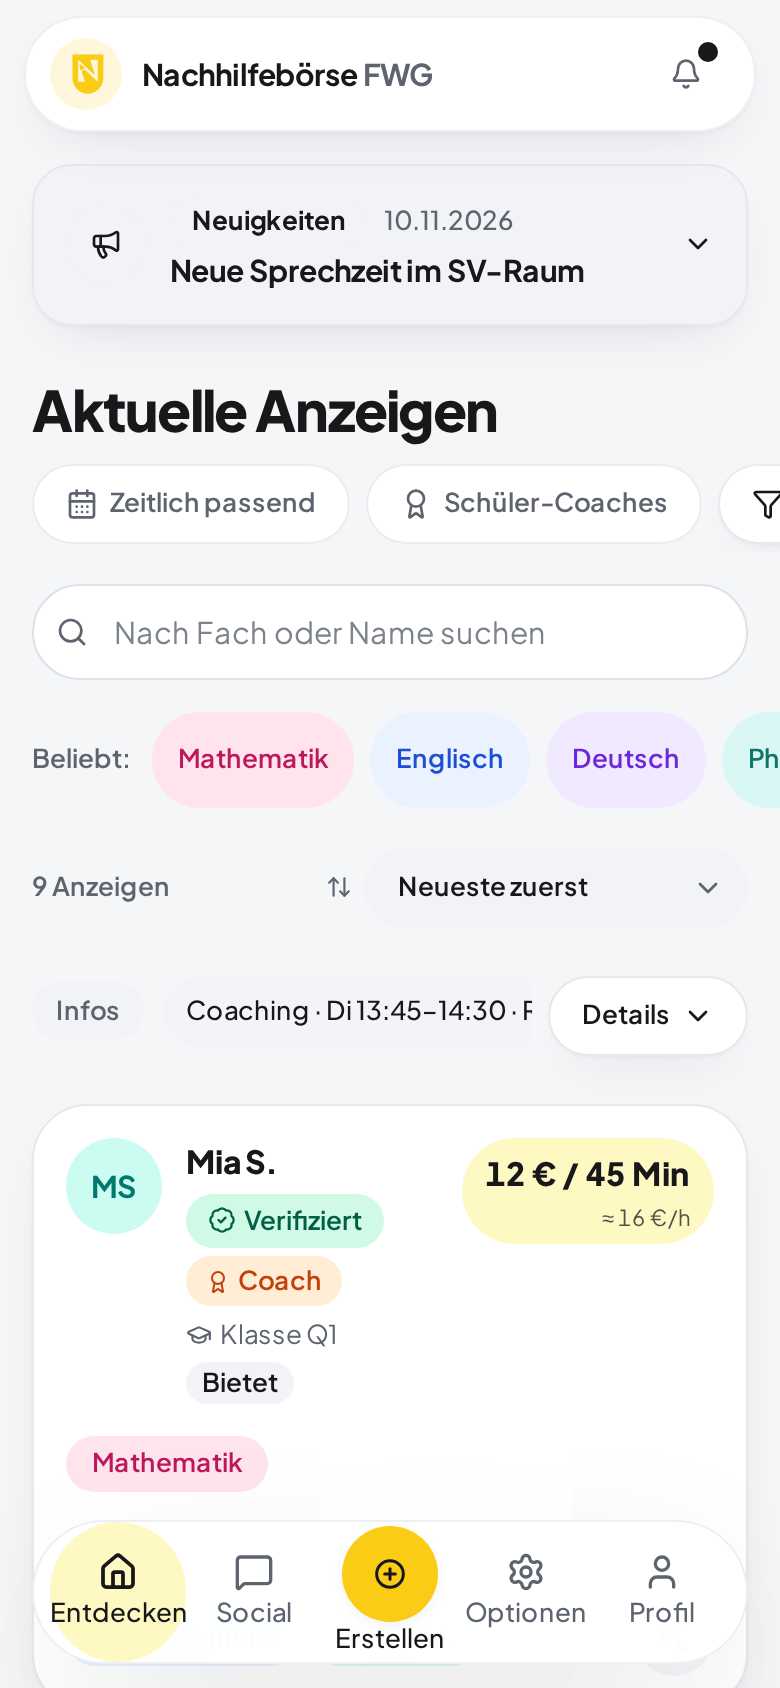 Nachhilfebörse FWG
Neuigkeiten 10.11.2026
Neue Sprechzeit im SV-Raum
Aktuelle Anzeigen
Zeitlich passend
Schüler-Coaches
Nach Fach oder Name suchen
Beliebt:
Mathematik
Englisch
Deutsch
Ph
9 Anzeigen
Neueste zuerst
Infos
Coaching · Di 13:45–14:30 ·
Details
MS
Mia S.
12 € / 45 Min
≈ 16 €/h
Verifiziert
Coach
Klasse Q1
Bietet
Mathematik
Entdecken
Social
Erstellen
Optionen
Profil